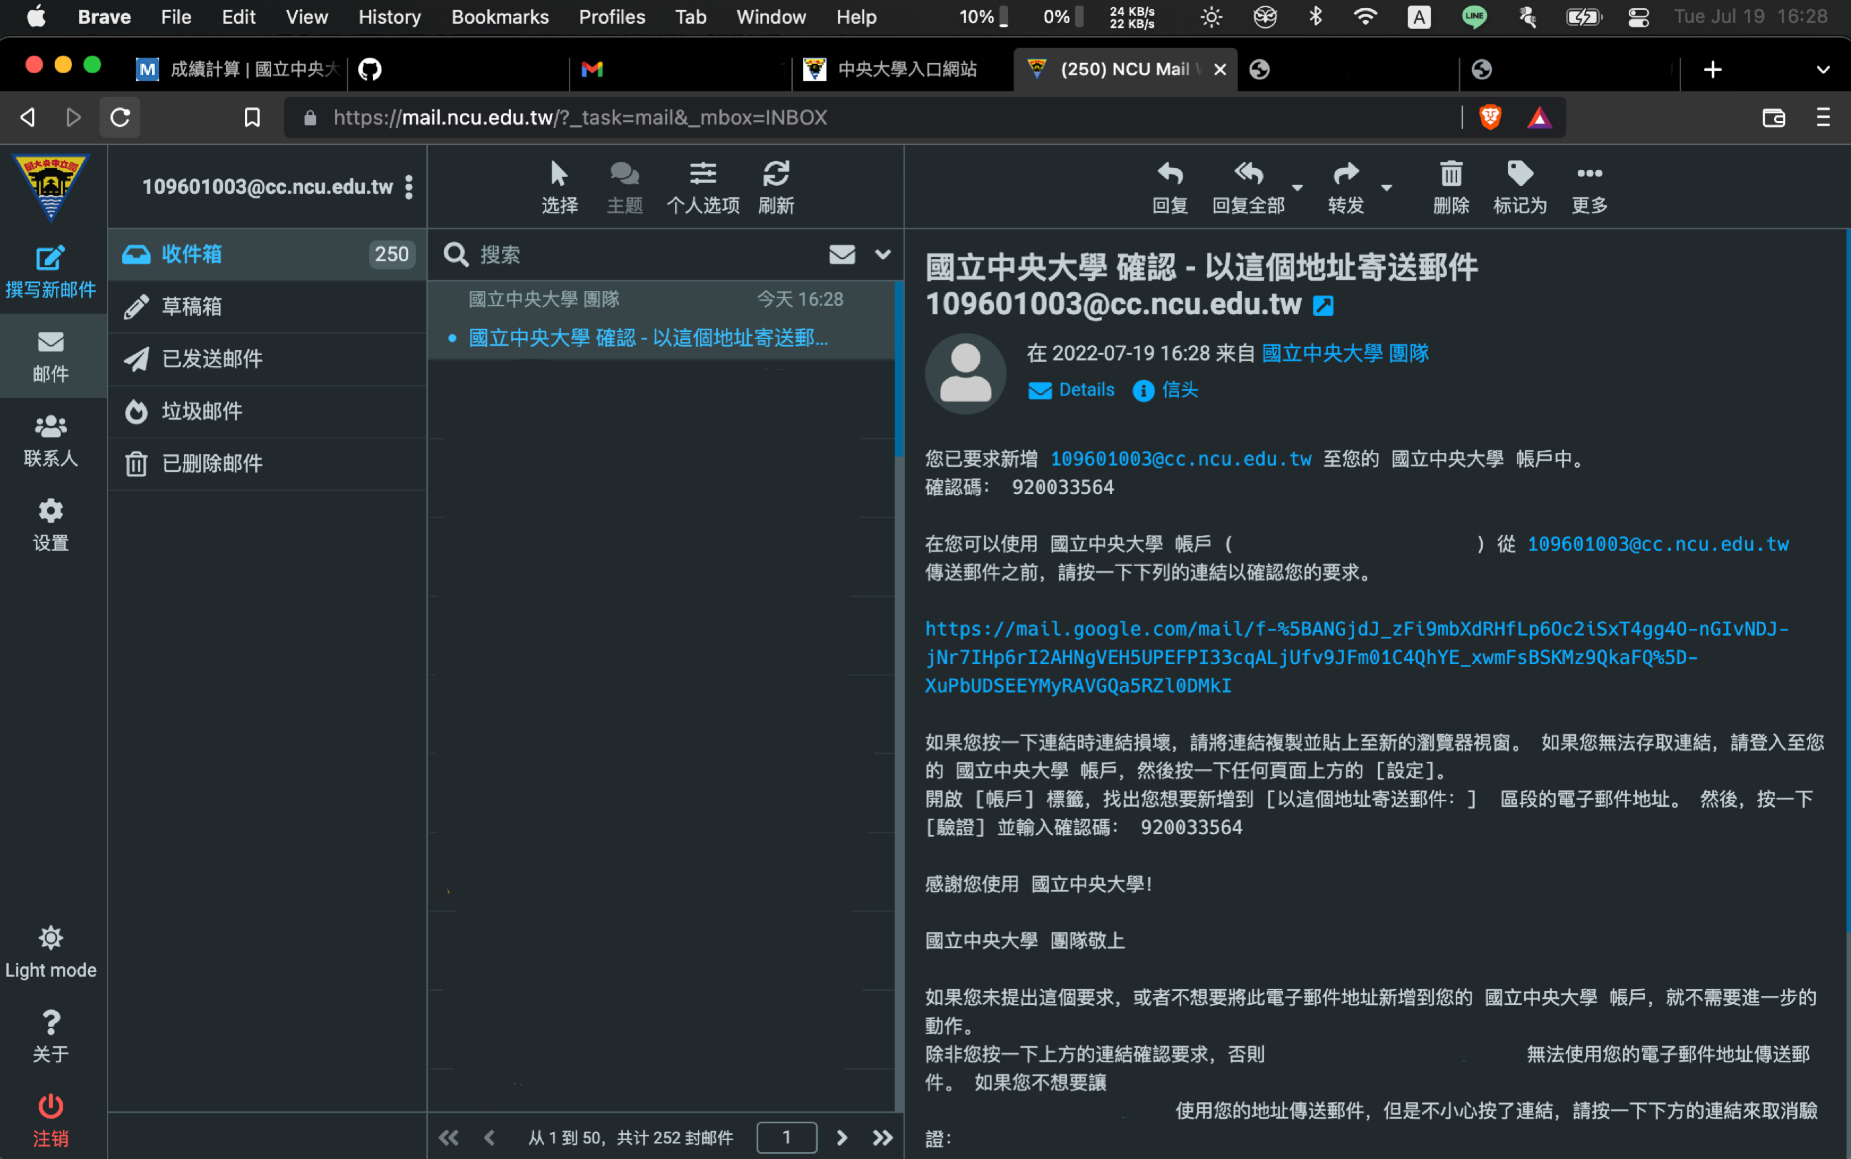 Brave File Edit View History Bookmarks Profiles Tab Window Help 10% 0% 24 KB/s 22 KB/s A LINE Tue Jul 19 16:28
M 成績計算 | 國立中央大 中央大學入口網站 (250) NCU Mail
https://mail.ncu.edu.tw/?_task=mail&_mbox=INBOX
109601003@cc.ncu.edu.tw
选择 主题 个人选项 刷新
回复 回复全部 转发 删除 标记为 更多
撰写新邮件
邮件
联系人
设置
Light mode
关于
注销
收件箱 250
草稿箱
已发送邮件
垃圾邮件
已删除邮件
搜索
國立中央大學 團隊 今天 16:28
國立中央大學 確認 - 以這個地址寄送郵...
从 1 到 50，共计 252 封邮件 1
國立中央大學 確認 - 以這個地址寄送郵件
109601003@cc.ncu.edu.tw
在 2022-07-19 16:28 来自 國立中央大學 團隊
Details 信头
您已要求新增 109601003@cc.ncu.edu.tw 至您的 國立中央大學 帳戶中。
確認碼： 920033564
在您可以使用 國立中央大學 帳戶 ( ) 從 109601003@cc.ncu.edu.tw
傳送郵件之前，請按一下下列的連結以確認您的要求。
https://mail.google.com/mail/f-%5BANGjdJ_zFi9mbXdRHfLp6Oc2iSxT4gg4O-nGIvNDJ-
jNr7IHp6rI2AHNgVEH5UPEFPI33cqALjUfv9JFm01C4QhYE_xwmFsBSKMz9QkaFQ%5D-
XuPbUDSEEYMyRAVGQa5RZl0DMkI
如果您按一下連結時連結損壞，請將連結複製並貼上至新的瀏覽器視窗。 如果您無法存取連結，請登入至您
的 國立中央大學 帳戶，然後按一下任何頁面上方的 [設定]。
開啟 [帳戶] 標籤，找出您想要新增到 [以這個地址寄送郵件：] 區段的電子郵件地址。 然後，按一下
[驗證] 並輸入確認碼： 920033564
感謝您使用 國立中央大學！
國立中央大學 團隊敬上
如果您未提出這個要求，或者不想要將此電子郵件地址新增到您的 國立中央大學 帳戶，就不需要進一步的
動作。
除非您按一下上方的連結確認要求，否則 無法使用您的電子郵件地址傳送郵
件。 如果您不想要讓
使用您的地址傳送郵件，但是不小心按了連結，請按一下下方的連結來取消驗
證：